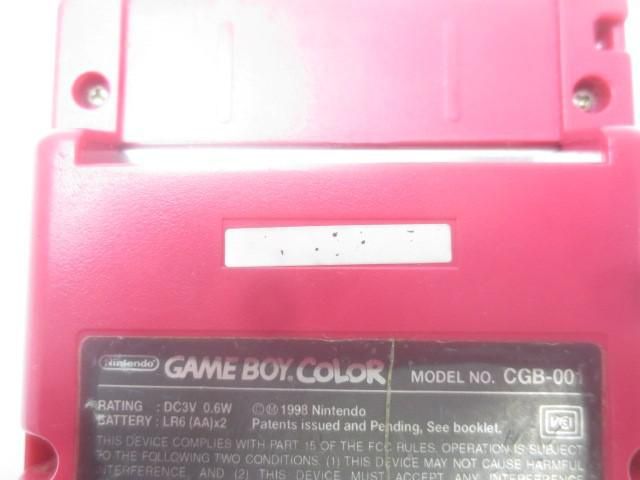 Nintendo GAME BOY COLOR MODEL NO. CGB-001
RATING : DC3V 0.6W
BATTERY : LR6 (AA)x2
©Ⓜ1998 Nintendo
Patents issued and Pending, See booklet.
THIS DEVICE COMPLIES WITH PART 15 OF THE FCC RULES. OPERATION IS SUBJECT
TO THE FOLLOWING TWO CONDITIONS. (1) THIS DEVICE MAY NOT CAUSE HARMFUL
INTERFERENCE, AND (2) THIS DEVICE MUST ACCEPT ANY INTERFERENCE